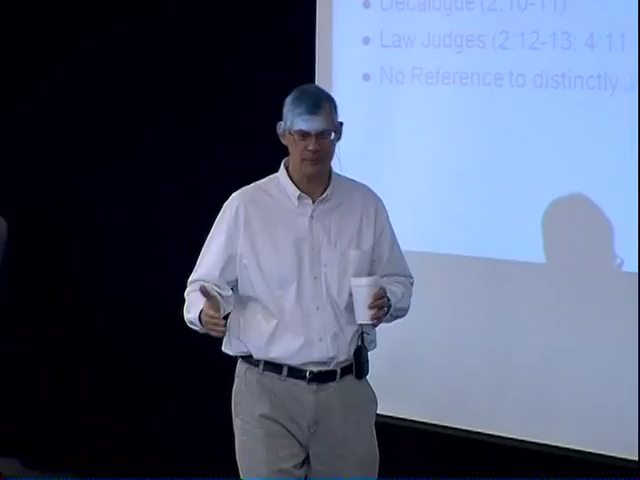 • Decalogue (2:10-11)
• Law Judges (2:12-13; 4:11
• No Reference to distinctly